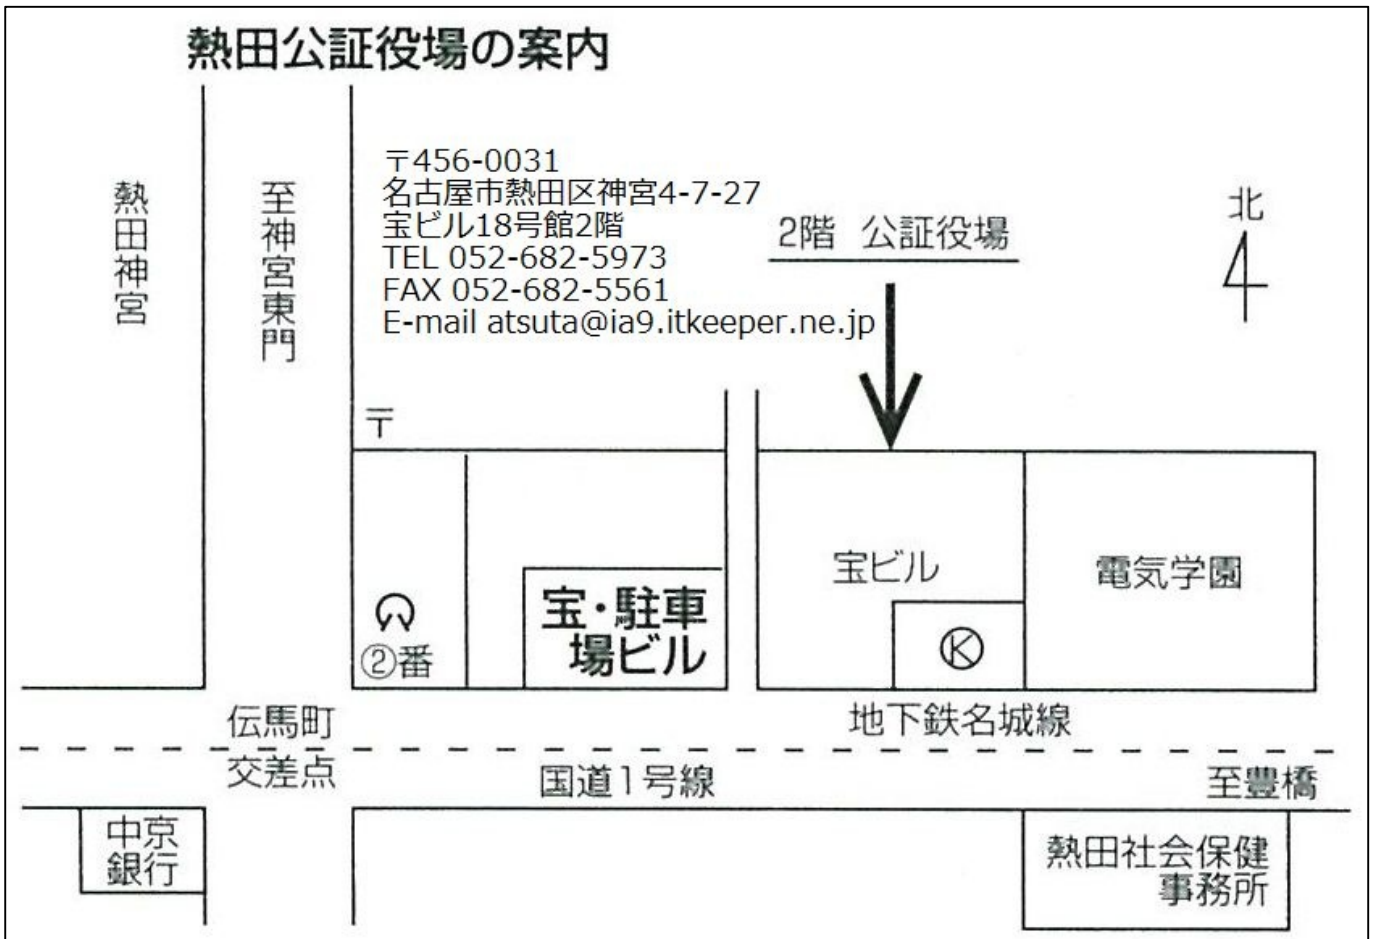 熱田公証役場の案内
〒456-0031
名古屋市熱田区神宮4-7-27
宝ビル18号館2階
TEL 052-682-5973
FAX 052-682-5561
E-mail atsuta@ia9.itkeeper.ne.jp
熱田神宮
至神宮東門
2階 公証役場
北
〒
宝ビル
電気学園
宝・駐車
場ビル
②番
Ⓚ
伝馬町
交差点
地下鉄名城線
国道1号線
至豊橋
中京
銀行
熱田社会保健
事務所